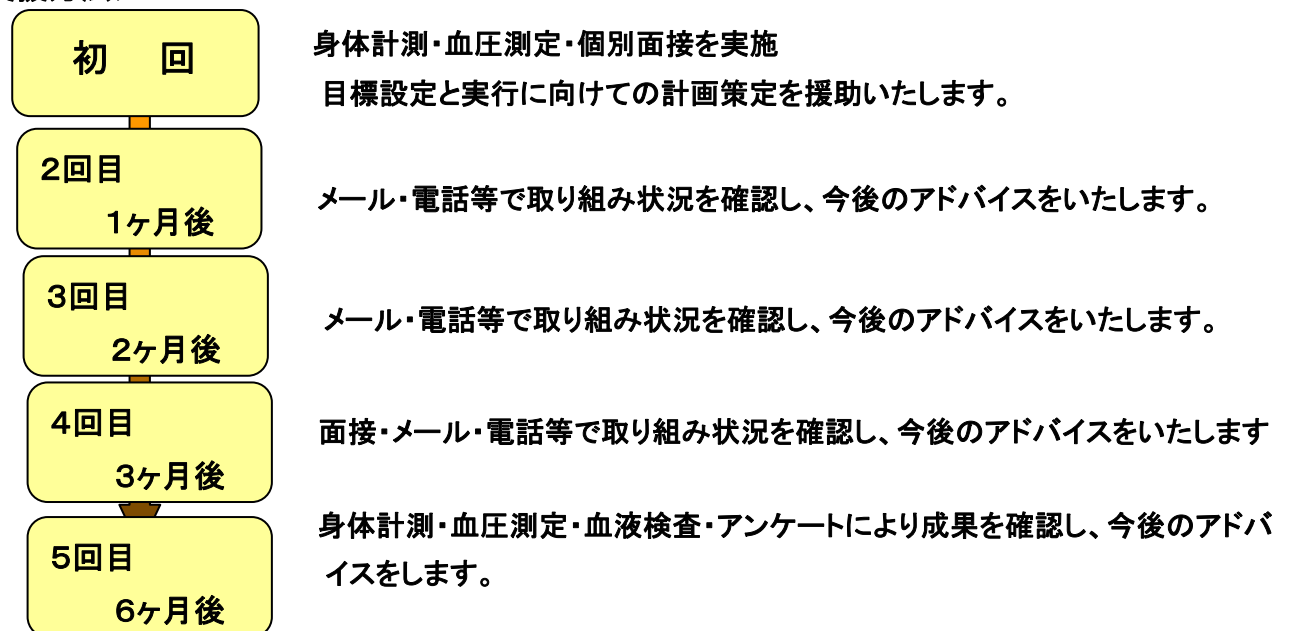 初　回
身体計測・血圧測定・個別面接を実施
目標設定と実行に向けての計画策定を援助いたします。
２回目
１ヶ月後
メール・電話等で取り組み状況を確認し、今後のアドバイスをいたします。
３回目
２ヶ月後
メール・電話等で取り組み状況を確認し、今後のアドバイスをいたします。
４回目
３ヶ月後
面接・メール・電話等で取り組み状況を確認し、今後のアドバイスをいたします
５回目
６ヶ月後
身体計測・血圧測定・血液検査・アンケートにより成果を確認し、今後のアドバ
イスをします。